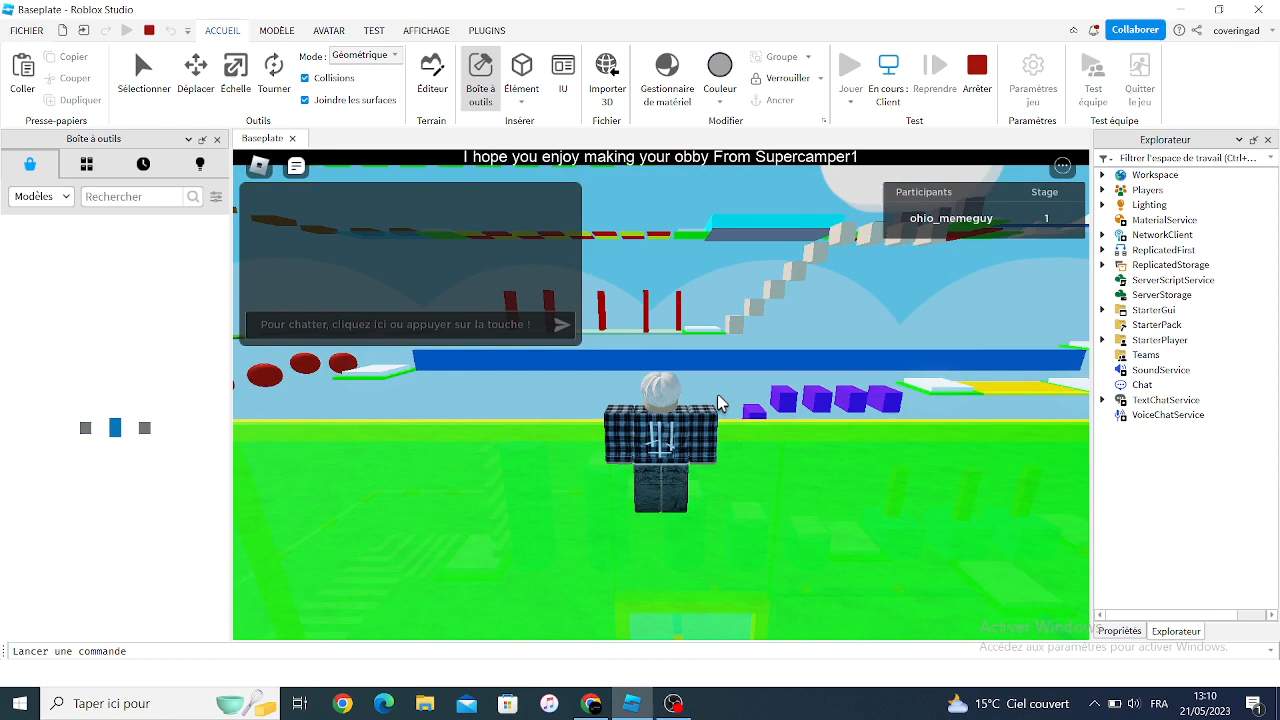 Baseplate - Roblox Studio
FICHIER
ACCUEIL
MODÈLE
AVATAR
TEST
AFFICHAGE
PLUGINS
Collaborer
coveringad
Coller
Copier
Couper
Dupliquer
Presse-papiers
Sélectionner
Déplacer
Échelle
Tourner
Mode : Géométrique
Collisions
Joindre les surfaces
Outils
Éditeur
Terrain
Boîte à outils
Élément
IU
Insérer
Importer 3D
Fichier
Gestionnaire de matériel
Couleur
Groupe
Verrouiller
Ancrer
Modifier
Jouer
En cours : Client
Reprendre
Arrêter
Test
Paramètres jeu
Paramètres
Test équipe
Quitter le jeu
Test équipe
Boîte à outils
Modèles
Rechercher
Baseplate
I hope you enjoy making your obby From Supercamper1
Participants Stage
ohio_memeguy 1
Pour chatter, cliquez ici ou appuyer sur la touche !
Explorateur
Filtrer l'espace de travail (Ctrl+...
Workspace
Players
Lighting
MaterialService
NetworkClient
ReplicatedFirst
ReplicatedStorage
ServerScriptService
ServerStorage
StarterGui
StarterPack
StarterPlayer
Teams
SoundService
Chat
TextChatService
VoiceChatService
Propriétés
Explorateur
Activer Windows
Accédez aux paramètres pour activer Windows.
Lancer une commande
Taper ici pour
15°C Ciel couvert
FRA
13:10
21/05/2023